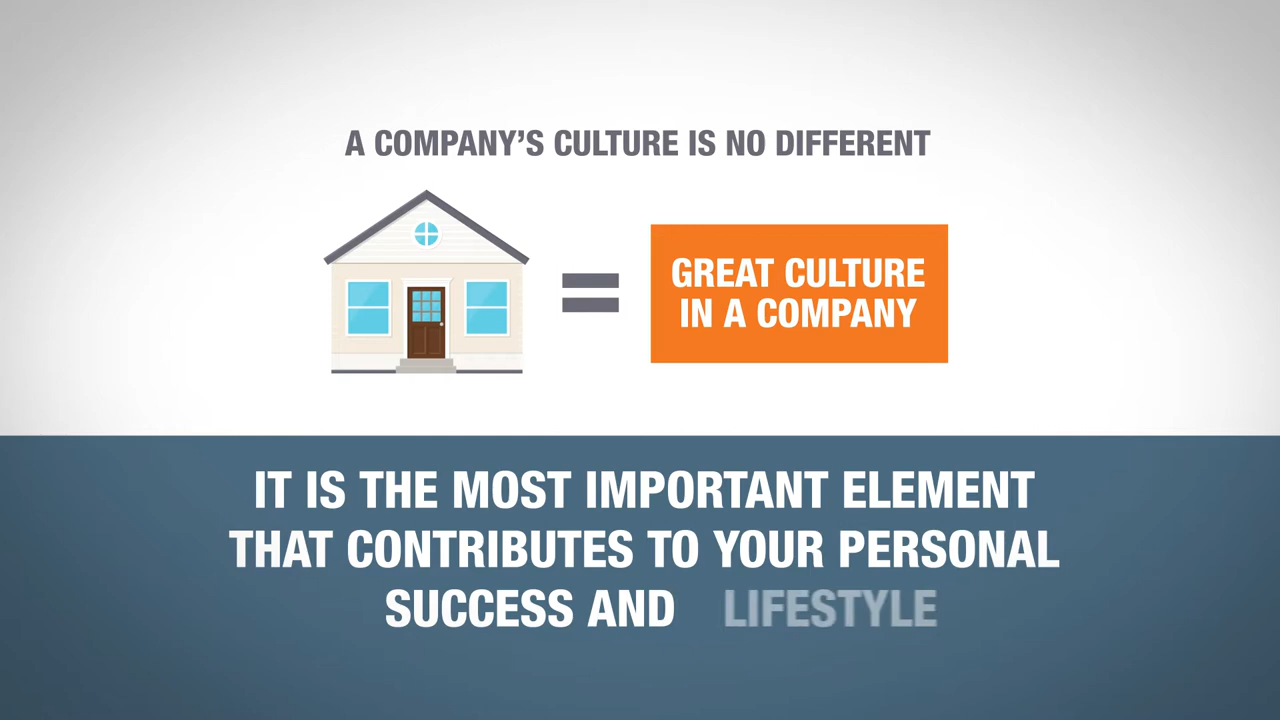 A COMPANY’S CULTURE IS NO DIFFERENT
=
GREAT CULTURE
IN A COMPANY
IT IS THE MOST IMPORTANT ELEMENT
THAT CONTRIBUTES TO YOUR PERSONAL
SUCCESS AND LIFESTYLE